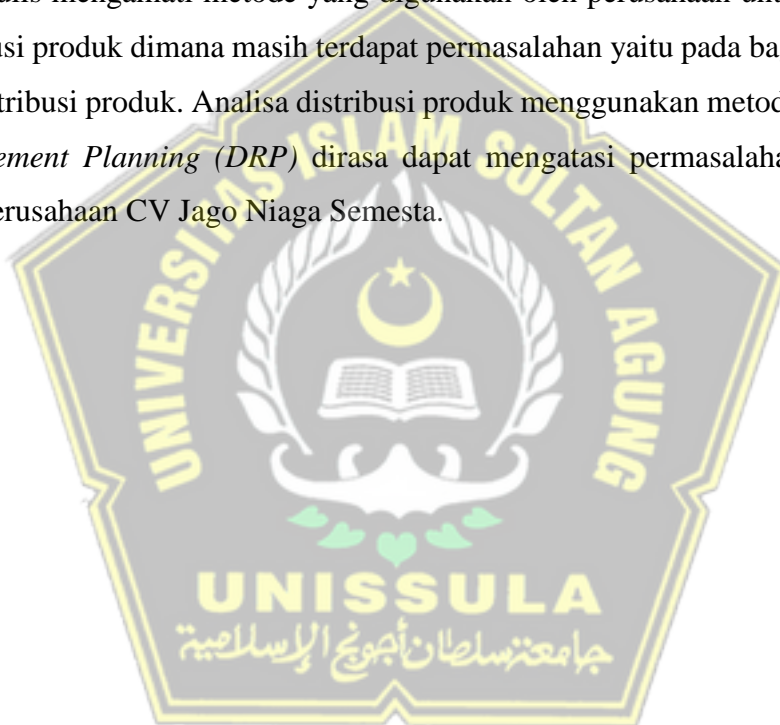 mengamati metode yang digunakan oleh perusahaan
usi produk dimana masih terdapat permasalahan yaitu pada ba
tribusi produk. Analisa distribusi produk menggunakan metod
ement Planning (DRP) dirasa dapat mengatasi permasalaha
erusahaan CV Jago Niaga Semesta.
UNIVERSITAS ISLAM SULTAN AGUNG
UNISSULA
جامعة سلطان أجونج الإسلامية